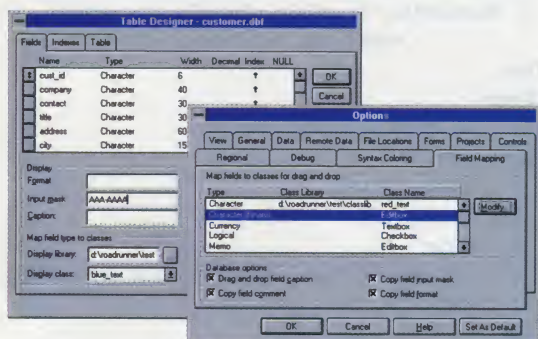 Table Designer - customer.dbf
Fields Indexes Table
Name Type Width Decimal Index NULL
cust_id Character 6
company Character 40
contact Character 30
title Character 30
address Character 60
city Character 15
OK
Cancel
Display
Format
Input mask AAA-AAAA
Caption:
Map field type to classes
Display library: d:\roadrunner\test
Display class: blue_text
Options
View General Data Remote Data File Locations Forms Projects Controls
Regional Debug Syntax Coloring Field Mapping
Map fields to classes for drag and drop
Type Class Library Class Name
Character d:\roadrunner\test\classlib red_text
Editbox
Currency Textbox
Logical Checkbox
Memo Editbox
Modify...
Database options
Drag and drop field caption
Copy field input mask
Copy field comment
Copy field format
OK Cancel Help Set As Default